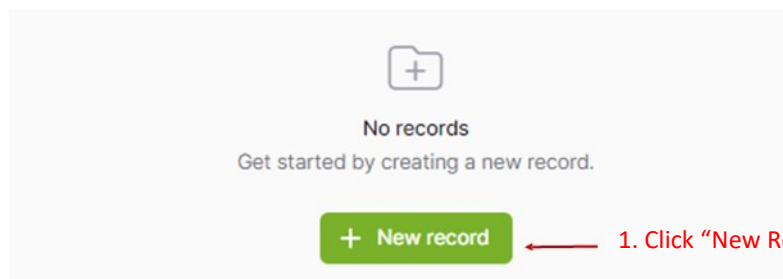 No records
Get started by creating a new record.
+ New record
1. Click “New